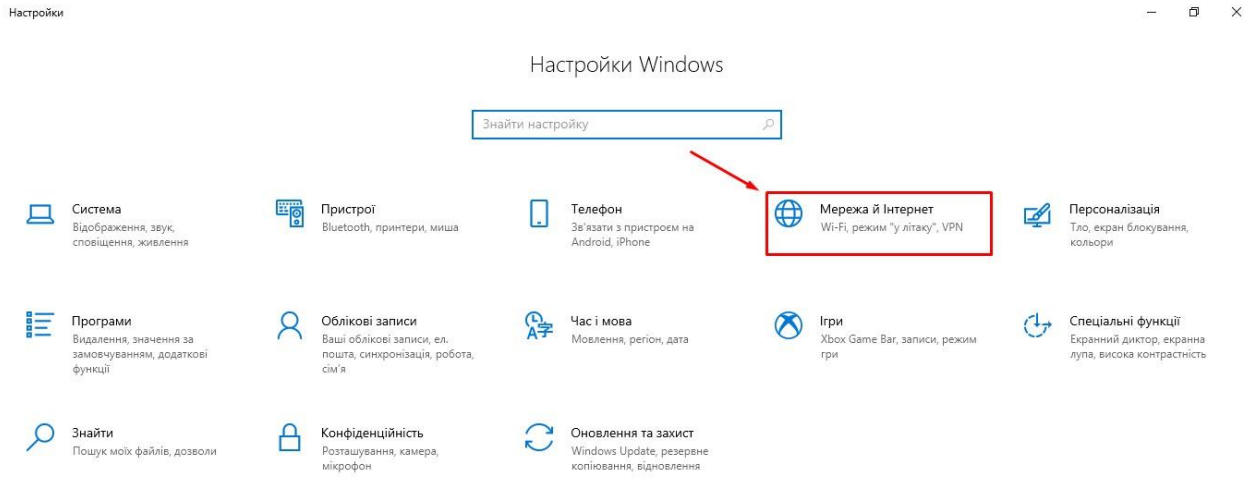 Настройки
Настройки Windows
Знайти настройку
Система
Відображення, звук,
сповіщення, живлення
Пристрої
Bluetooth, принтери, миша
Телефон
Зв'язати з пристроєм на
Android, iPhone
Мережа й Інтернет
Wi-Fi, режим "у літаку", VPN
Персоналізація
Тло, екран блокування,
кольори
Програми
Видалення, значення за
замовчуванням, додаткові
функції
Облікові записи
Ваші облікові записи, ел.
пошта, синхронізація, робота,
сім'я
Час і мова
Мовлення, регіон, дата
Ігри
Xbox Game Bar, записи, режим
гри
Спеціальні функції
Екранний диктор, екранна
лупа, висока контрастність
Знайти
Пошук моїх файлів, дозволи
Конфіденційність
Розташування, камера,
мікрофон
Оновлення та захист
Windows Update, резервне
копіювання, відновлення